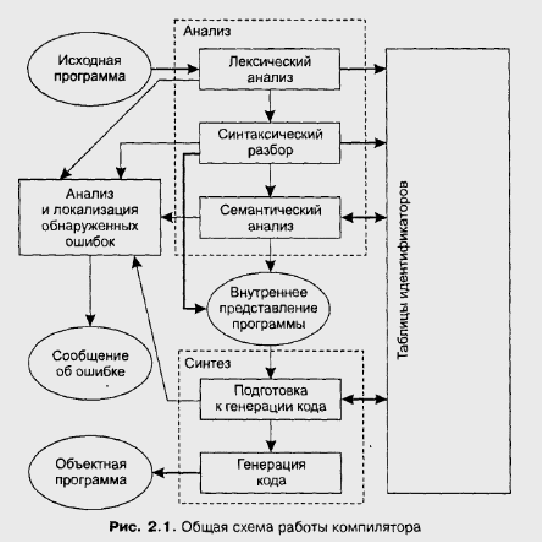 Анализ
Исходная
программа
Лексический
анализ
Синтаксический
разбор
Анализ
и локализация
обнаруженных
ошибок
Семантический
анализ
Таблицы идентификаторов
Внутреннее
представление
программы
Сообщение
об ошибке
Синтез
Подготовка
к генерации кода
Объектная
программа
Генерация
кода
Рис. 2.1. Общая схема работы компилятора